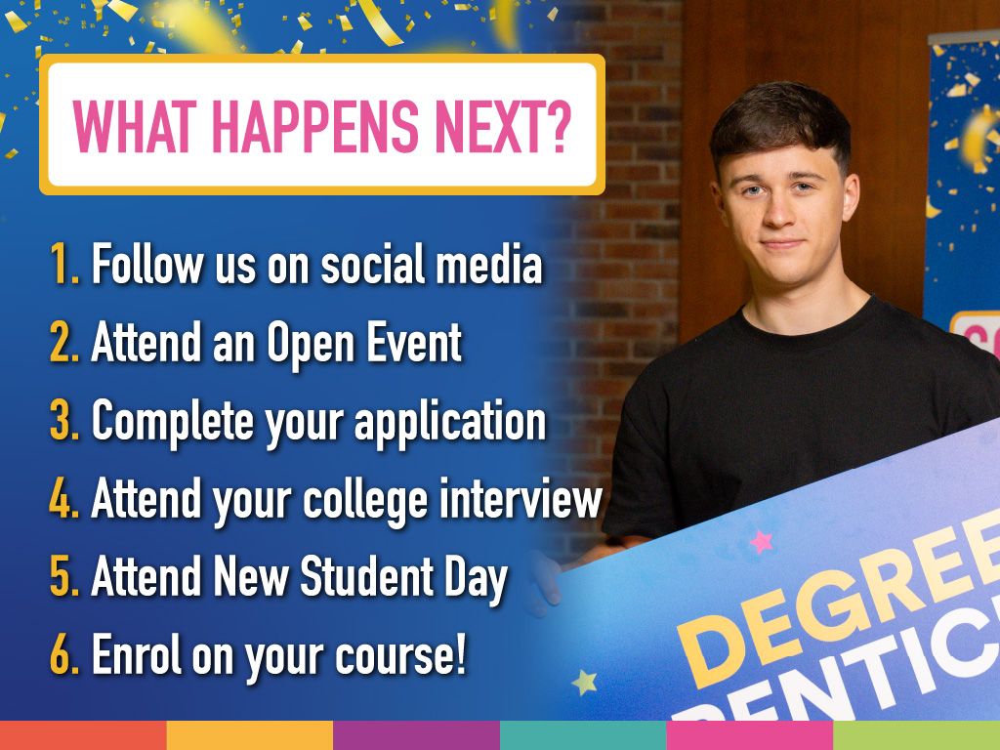 WHAT HAPPENS NEXT?
1. Follow us on social media
2. Attend an Open Event
3. Complete your application
4. Attend your college interview
5. Attend New Student Day
6. Enrol on your course!
DEGREE